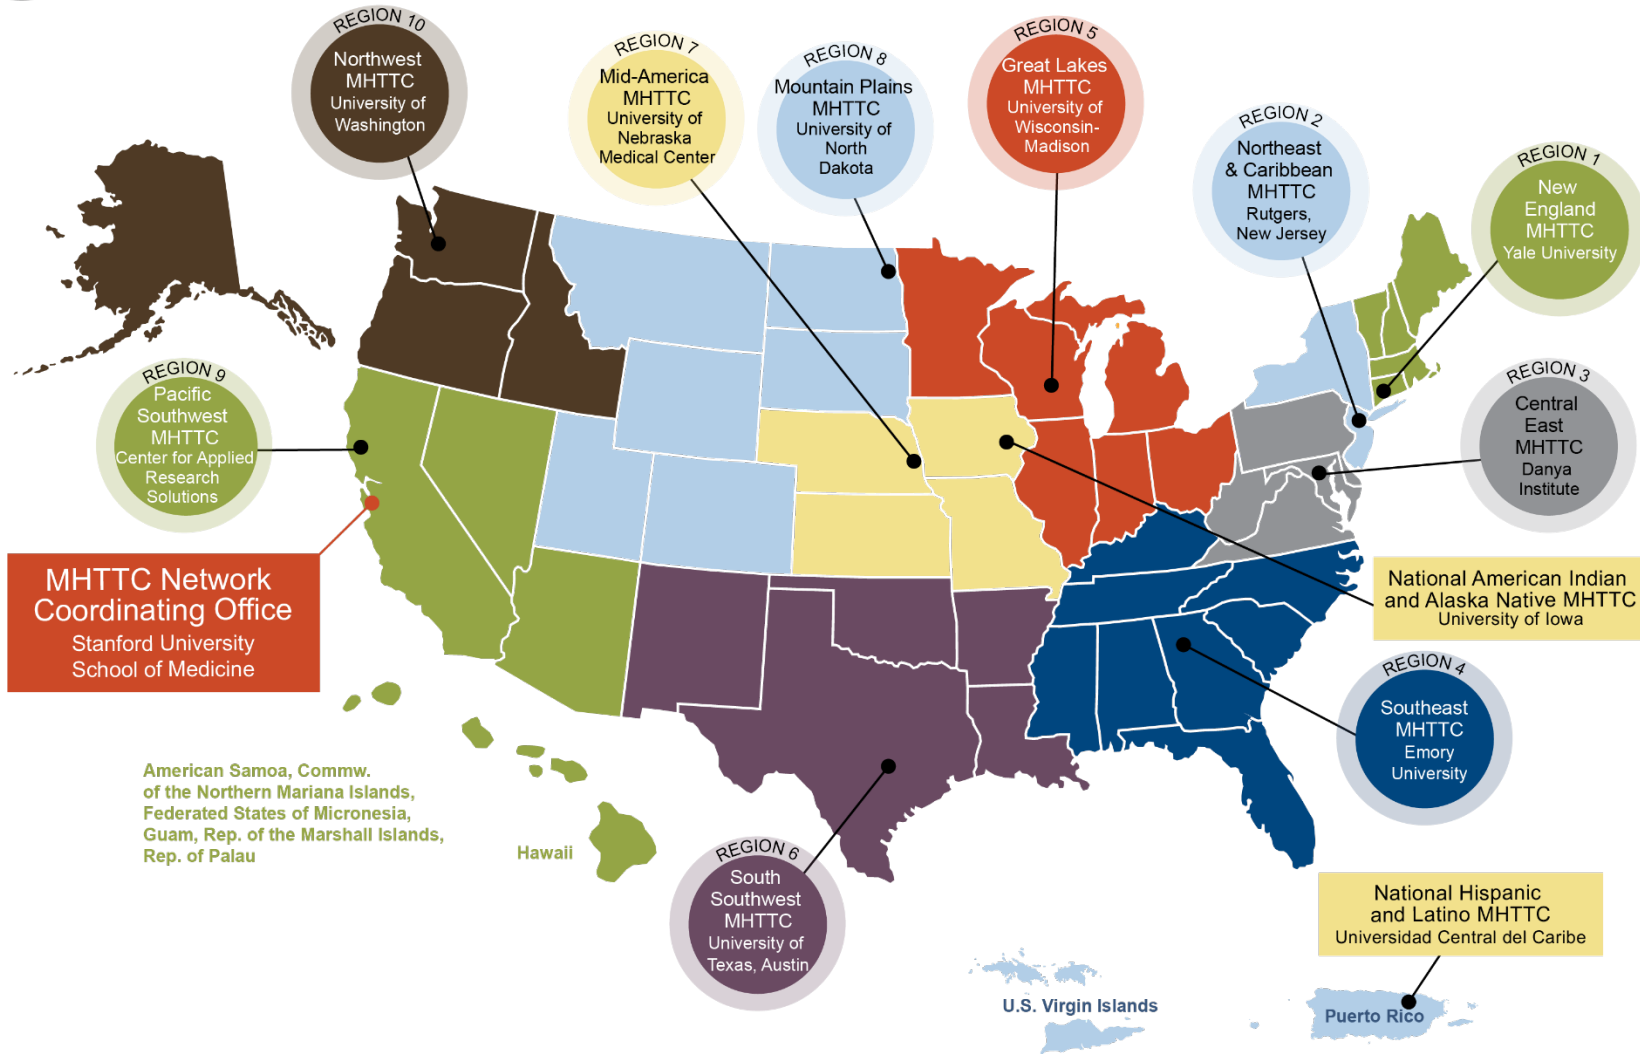 REGION 10
Northwest
MHTTC
University of
Washington
REGION 7
Mid-America
MHTTC
University of
Nebraska
Medical Center
REGION 8
Mountain Plains
MHTTC
University of
North
Dakota
REGION 5
Great Lakes
MHTTC
University of
Wisconsin-
Madison
REGION 2
Northeast
& Caribbean
MHTTC
Rutgers,
New Jersey
REGION 1
New
England
MHTTC
Yale University
REGION 9
Pacific
Southwest
MHTTC
Center for Applied
Research
Solutions
REGION 3
Central
East
MHTTC
Danya
Institute
MHTTC Network
Coordinating Office
Stanford University
School of Medicine
National American Indian
and Alaska Native MHTTC
University of Iowa
REGION 4
Southeast
MHTTC
Emory
University
American Samoa, Commw.
of the Northern Mariana Islands,
Federated States of Micronesia,
Guam, Rep. of the Marshall Islands,
Rep. of Palau
Hawaii
REGION 6
South
Southwest
MHTTC
University of
Texas, Austin
National Hispanic
and Latino MHTTC
Universidad Central del Caribe
U.S. Virgin Islands
Puerto Rico